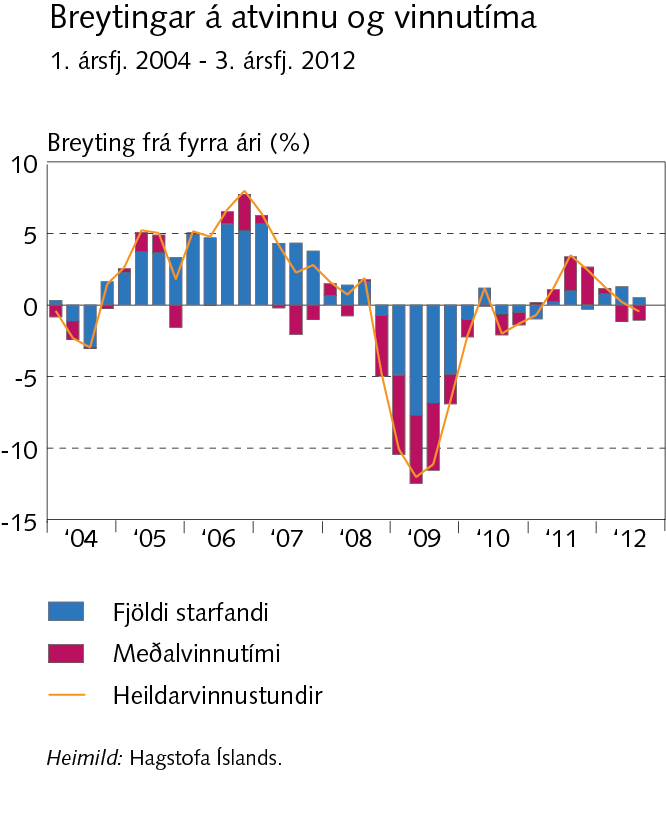 Breytingar á atvinnu og vinnutíma
1. ársfj. 2004 - 3. ársfj. 2012
Breyting frá fyrra ári (%)
10
5
0
-5
-10
-15
‘04 ‘05 ‘06 ‘07 ‘08 ‘09 ‘10 ‘11 ‘12
Fjöldi starfandi
Meðalvinnutími
Heildarvinnustundir
Heimild: Hagstofa Íslands.